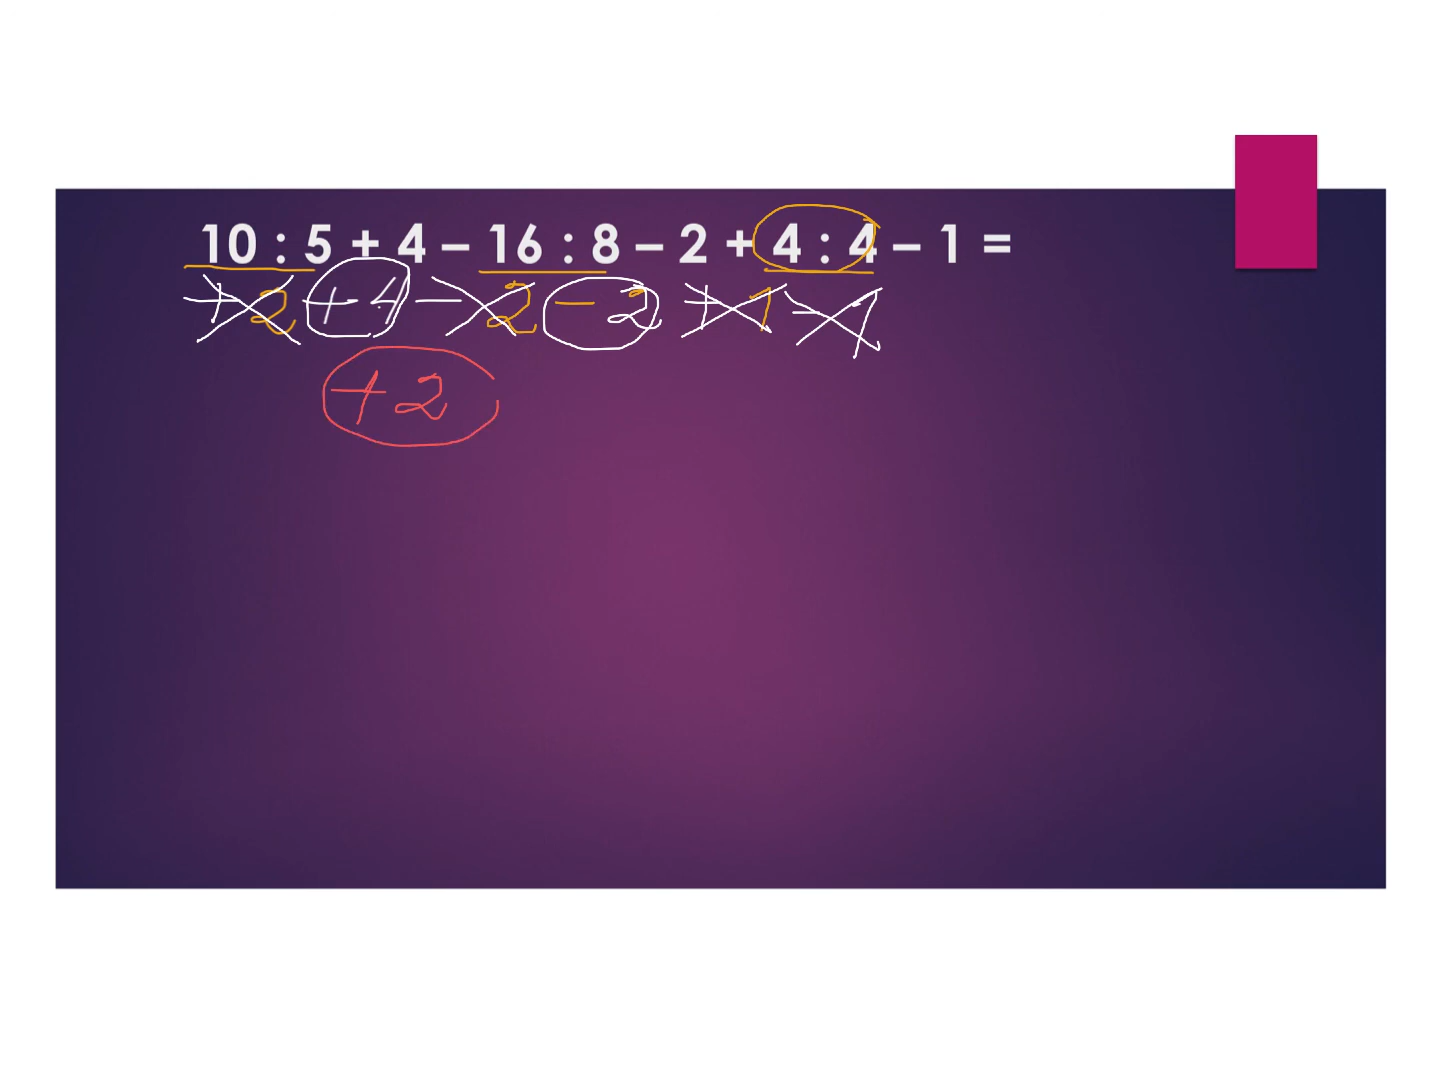 10 : 5 + 4 – 16 : 8 – 2 + 4 : 4 – 1 =
+2 +4 -2 -2 +1 -1
+2